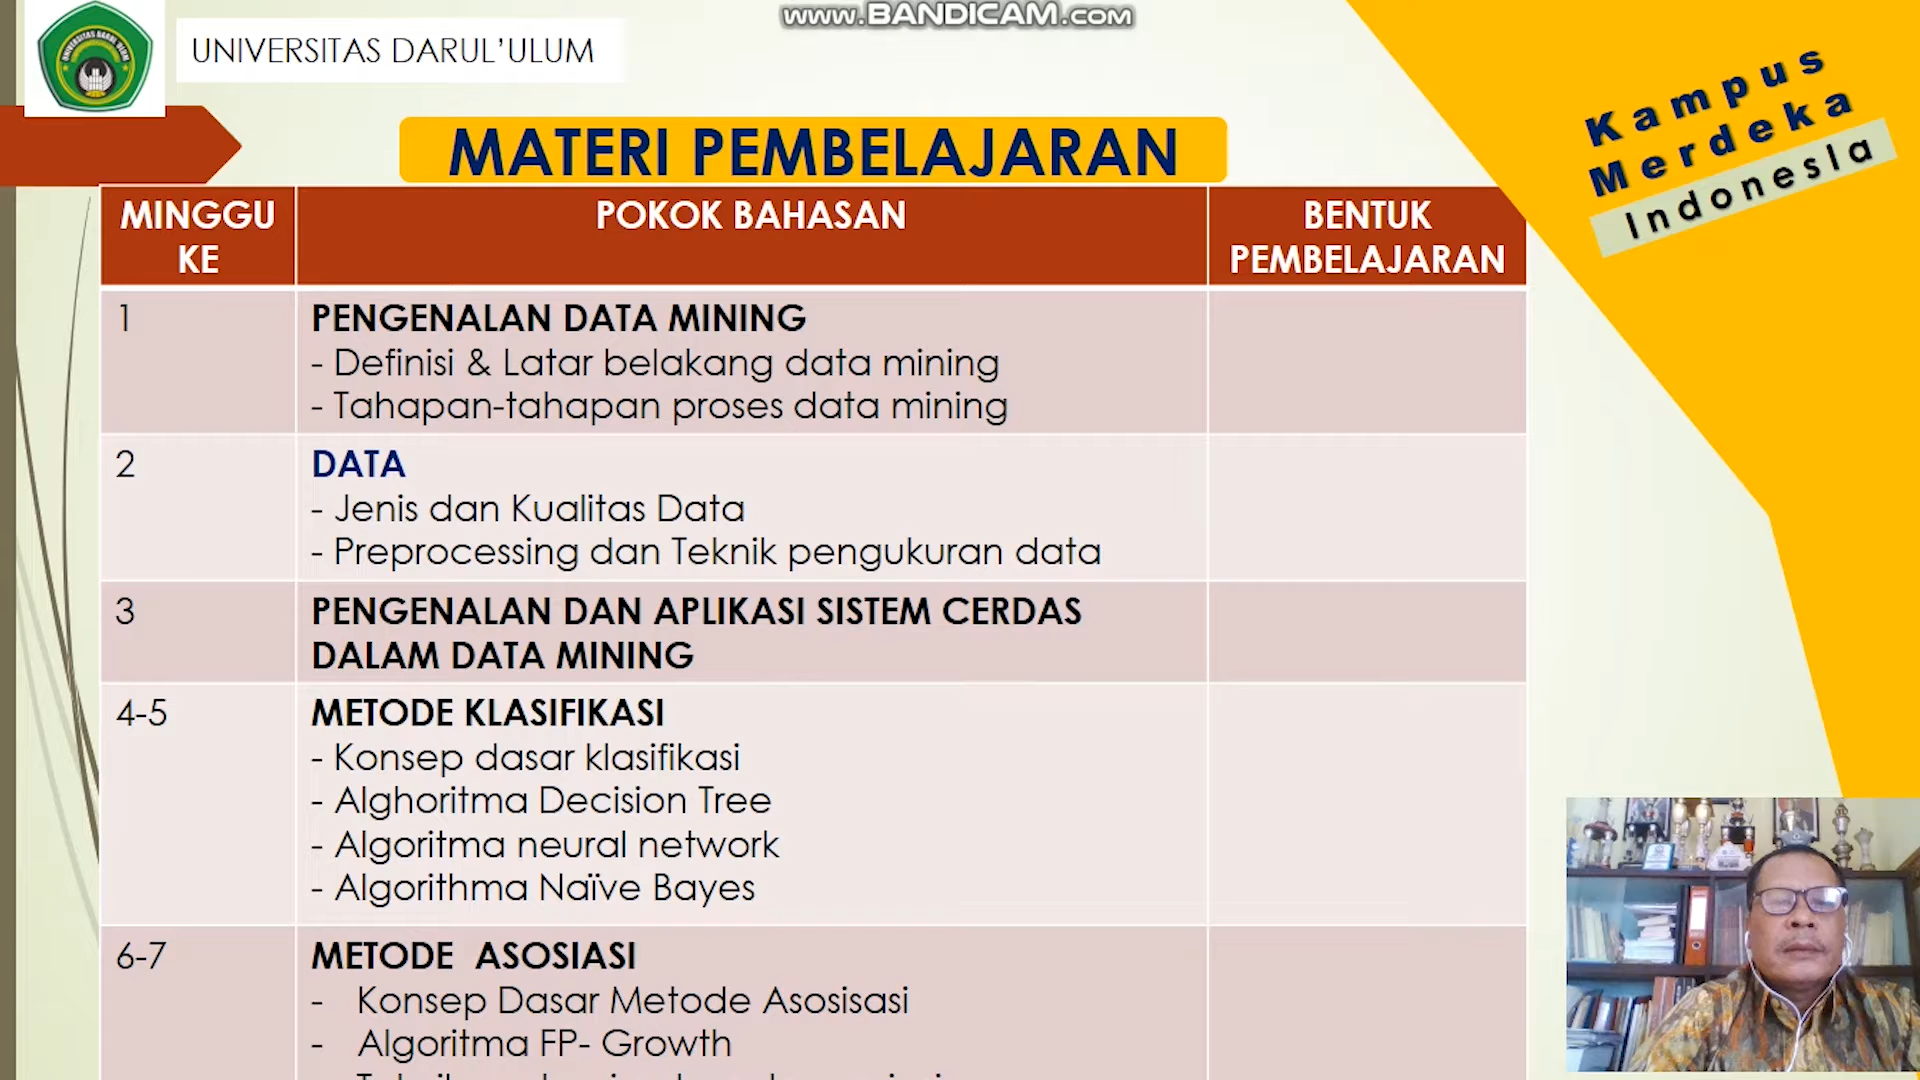 www.BANDICAM.com
UNIVERSITAS DARUL'ULUM
Kampus
Merdeka
IndonesIa
MATERI PEMBELAJARAN
MINGGU
KE
POKOK BAHASAN
BENTUK
PEMBELAJARAN
1
PENGENALAN DATA MINING
- Definisi & Latar belakang data mining
- Tahapan-tahapan proses data mining
2
DATA
- Jenis dan Kualitas Data
- Preprocessing dan Teknik pengukuran data
3
PENGENALAN DAN APLIKASI SISTEM CERDAS
DALAM DATA MINING
4-5
METODE KLASIFIKASI
- Konsep dasar klasifikasi
- Alghoritma Decision Tree
- Algoritma neural network
- Algorithma Naïve Bayes
6-7
METODE  ASOSIASI
- Konsep Dasar Metode Asosisasi
- Algoritma FP- Growth